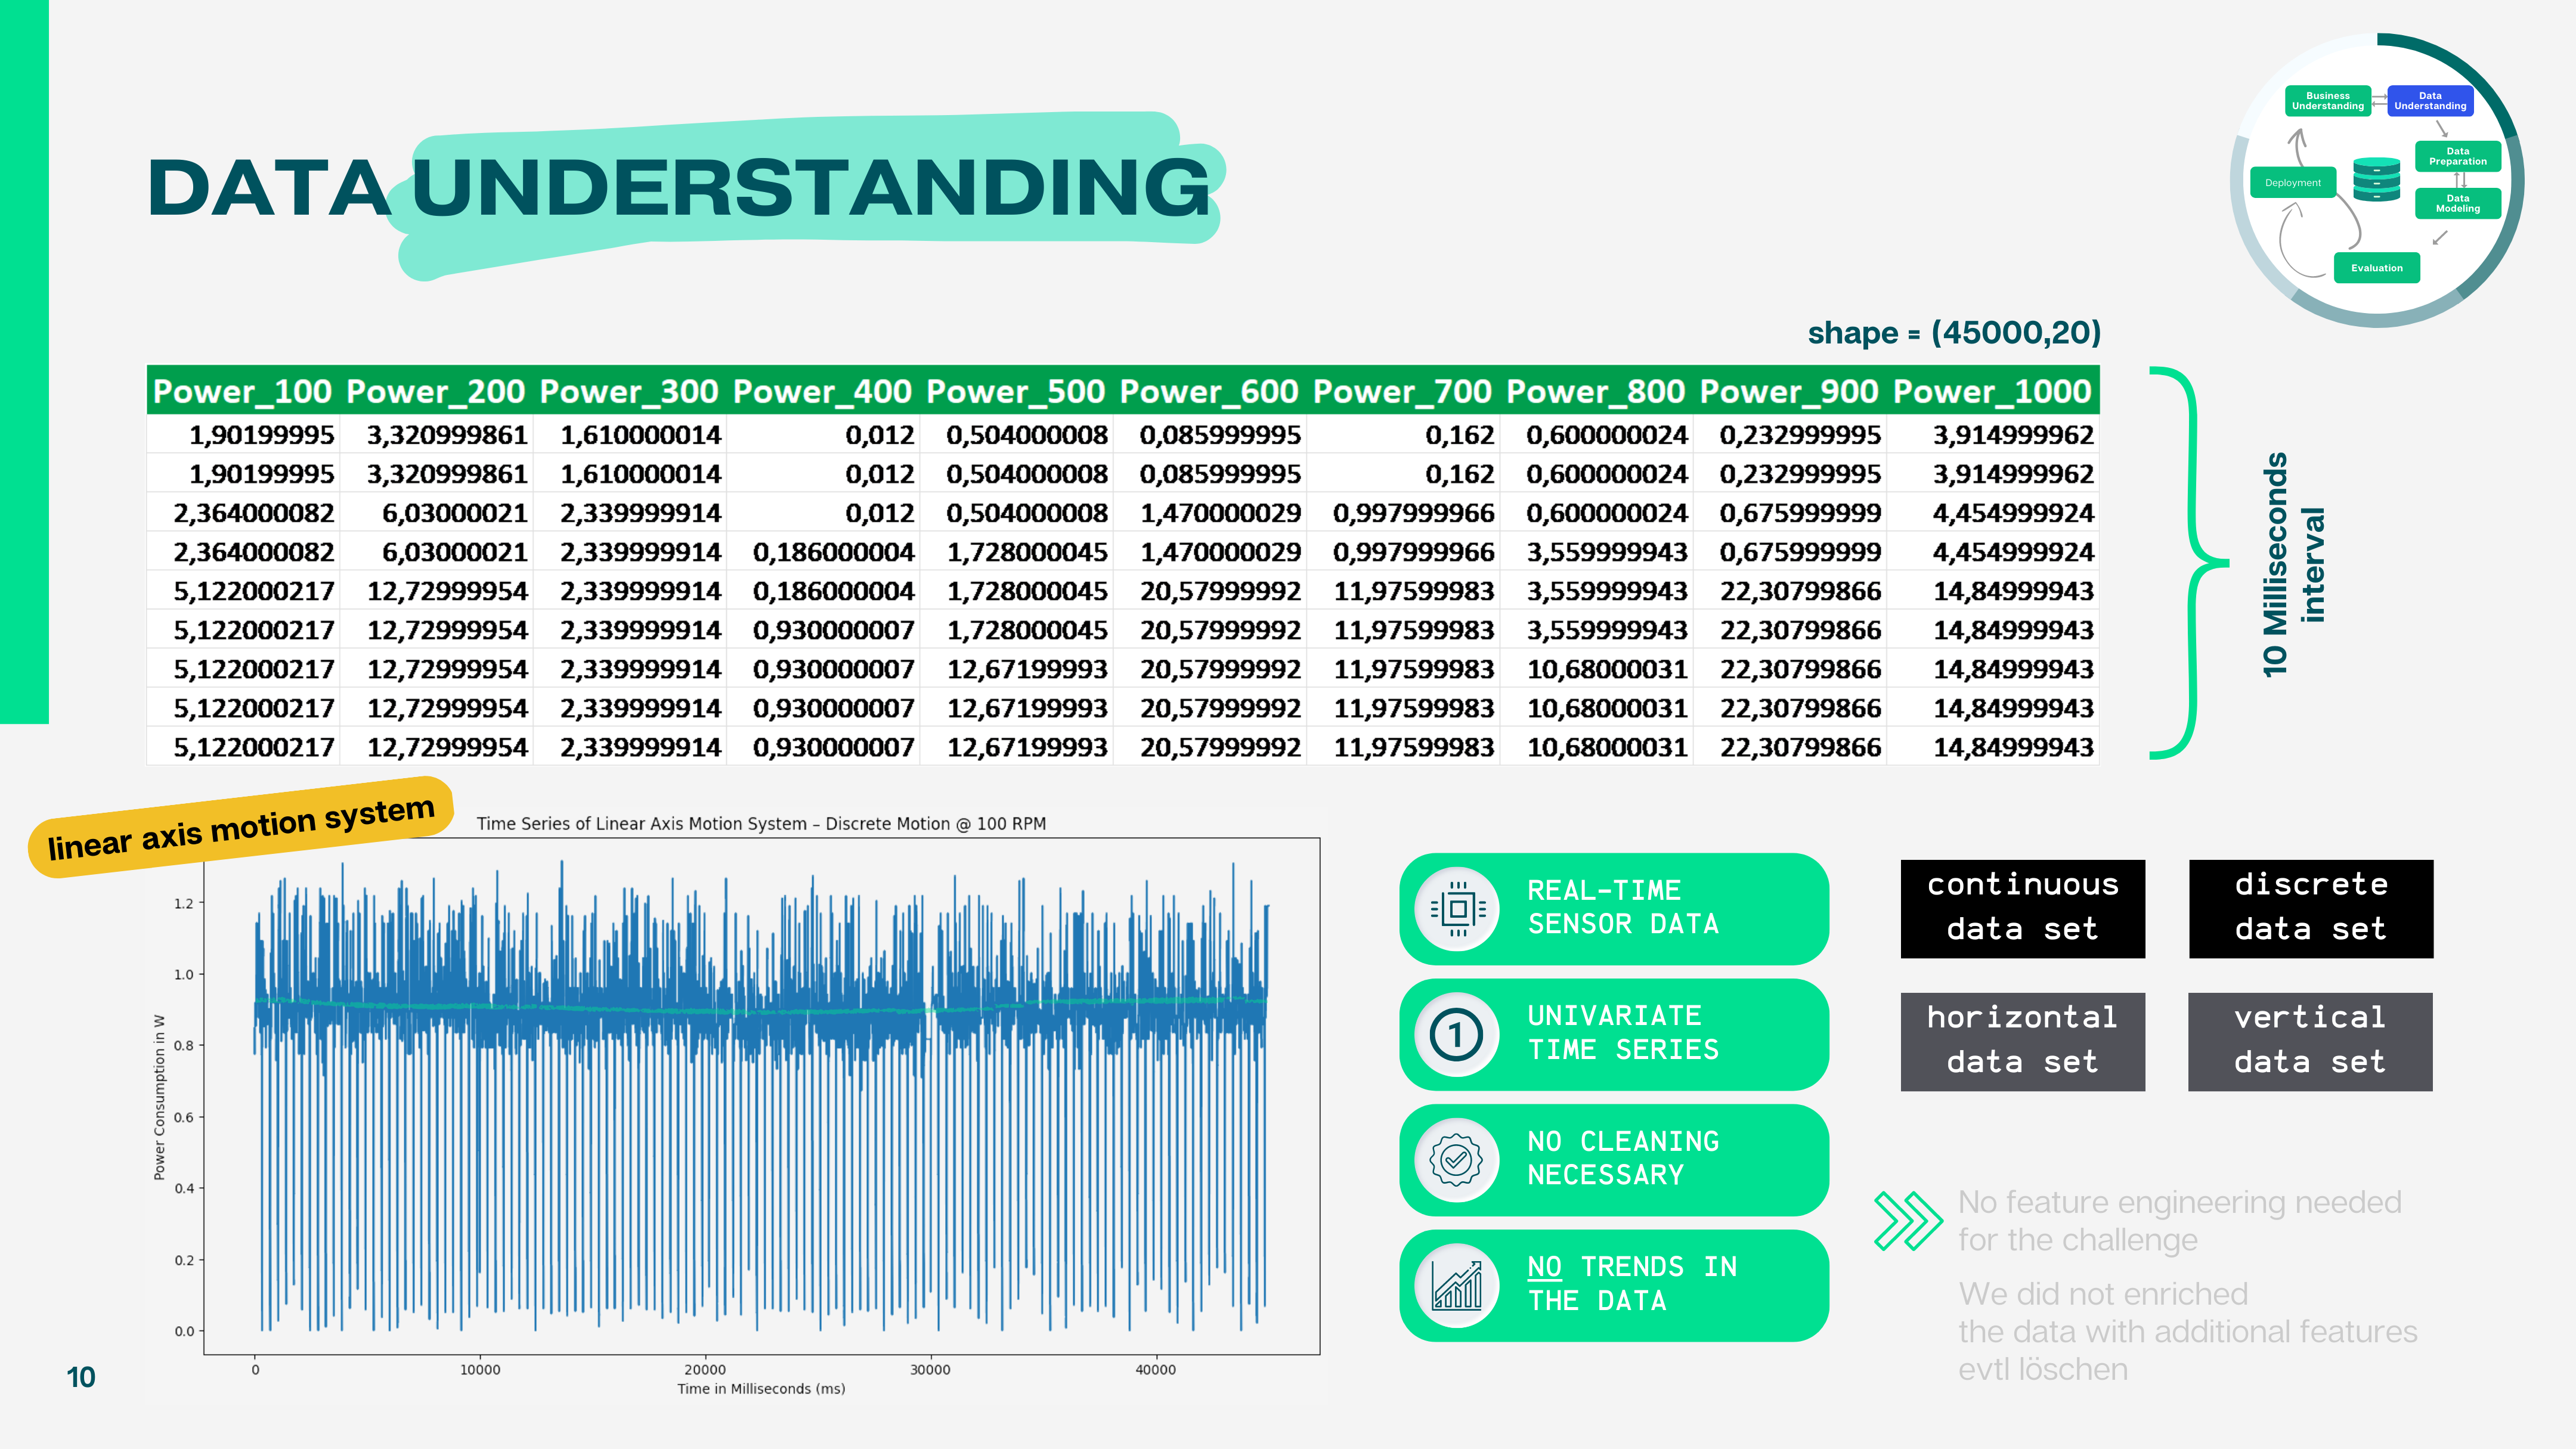 DATA UNDERSTANDING
Business
Understanding
Data
Understanding
Data
Preparation
Deployment
Data
Modeling
Evaluation
shape = (45000,20)
Power_100 Power_200 Power_300 Power_400 Power_500 Power_600 Power_700 Power_800 Power_900 Power_1000
1,90199995 3,320999861 1,610000014 0,012 0,504000008 0,085999995 0,162 0,600000024 0,232999995 3,914999962
1,90199995 3,320999861 1,610000014 0,012 0,504000008 0,085999995 0,162 0,600000024 0,232999995 3,914999962
2,364000082 6,03000021 2,339999914 0,012 0,504000008 1,470000029 0,997999966 0,600000024 0,675999999 4,454999924
2,364000082 6,03000021 2,339999914 0,186000004 1,728000045 1,470000029 0,997999966 3,559999943 0,675999999 4,454999924
5,122000217 12,72999954 2,339999914 0,186000004 1,728000045 20,57999992 11,97599983 3,559999943 22,30799866 14,84999943
5,122000217 12,72999954 2,339999914 0,930000007 1,728000045 20,57999992 11,97599983 3,559999943 22,30799866 14,84999943
5,122000217 12,72999954 2,339999914 0,930000007 12,67199993 20,57999992 11,97599983 10,68000031 22,30799866 14,84999943
5,122000217 12,72999954 2,339999914 0,930000007 12,67199993 20,57999992 11,97599983 10,68000031 22,30799866 14,84999943
5,122000217 12,72999954 2,339999914 0,930000007 12,67199993 20,57999992 11,97599983 10,68000031 22,30799866 14,84999943
10 Milliseconds
interval
linear axis motion system
Time Series of Linear Axis Motion System – Discrete Motion @ 100 RPM
Power Consumption in W
1.2
1.0
0.8
0.6
0.4
0.2
0.0
0 10000 20000 30000 40000
Time in Milliseconds (ms)
REAL-TIME
SENSOR DATA
1
UNIVARIATE
TIME SERIES
NO CLEANING
NECESSARY
NO TRENDS IN
THE DATA
continuous
data set
discrete
data set
horizontal
data set
vertical
data set
No feature engineering needed
for the challenge
We did not enriched
the data with additional features
evtl löschen
10